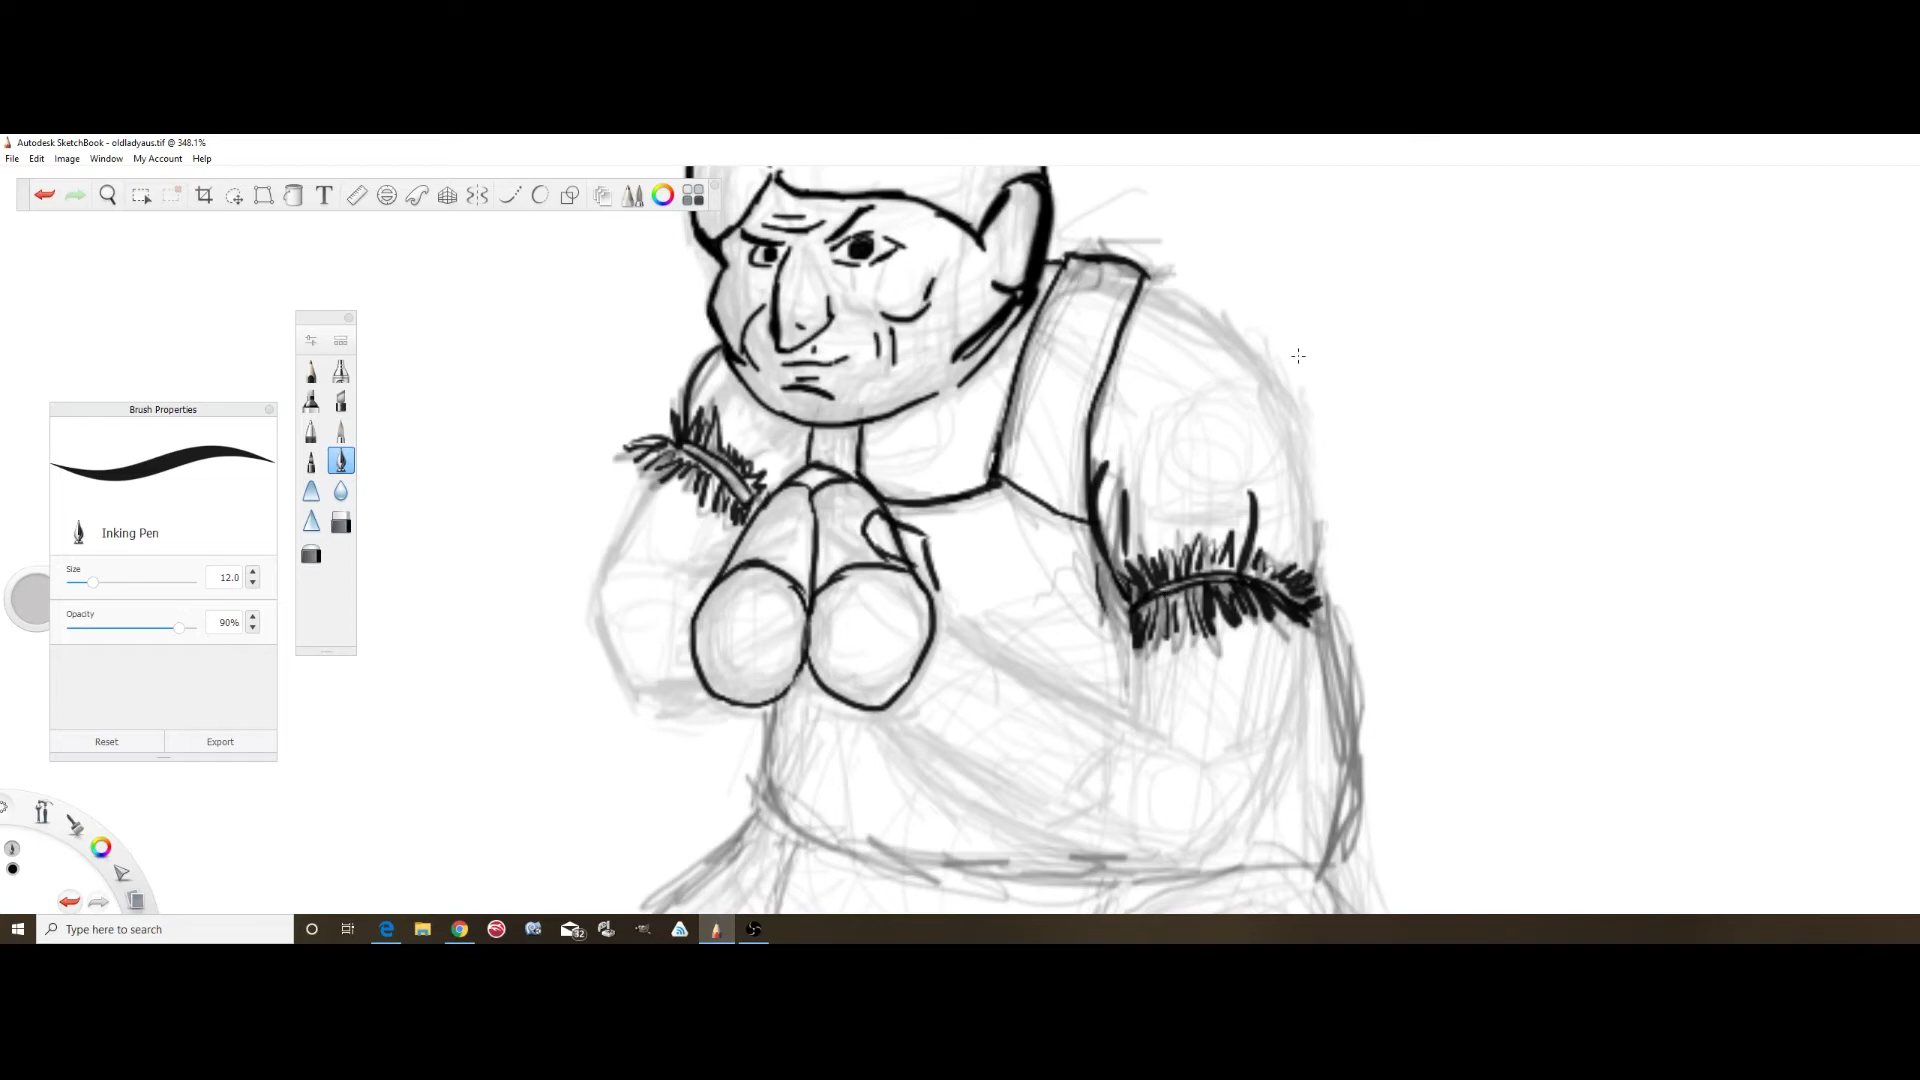 Autodesk SketchBook - oldladyaus.tif @ 348.1%
File Edit Image Window My Account Help
T
Brush Properties
Inking Pen
Size
12.0
Opacity
90%
Reset Export
Type here to search
32